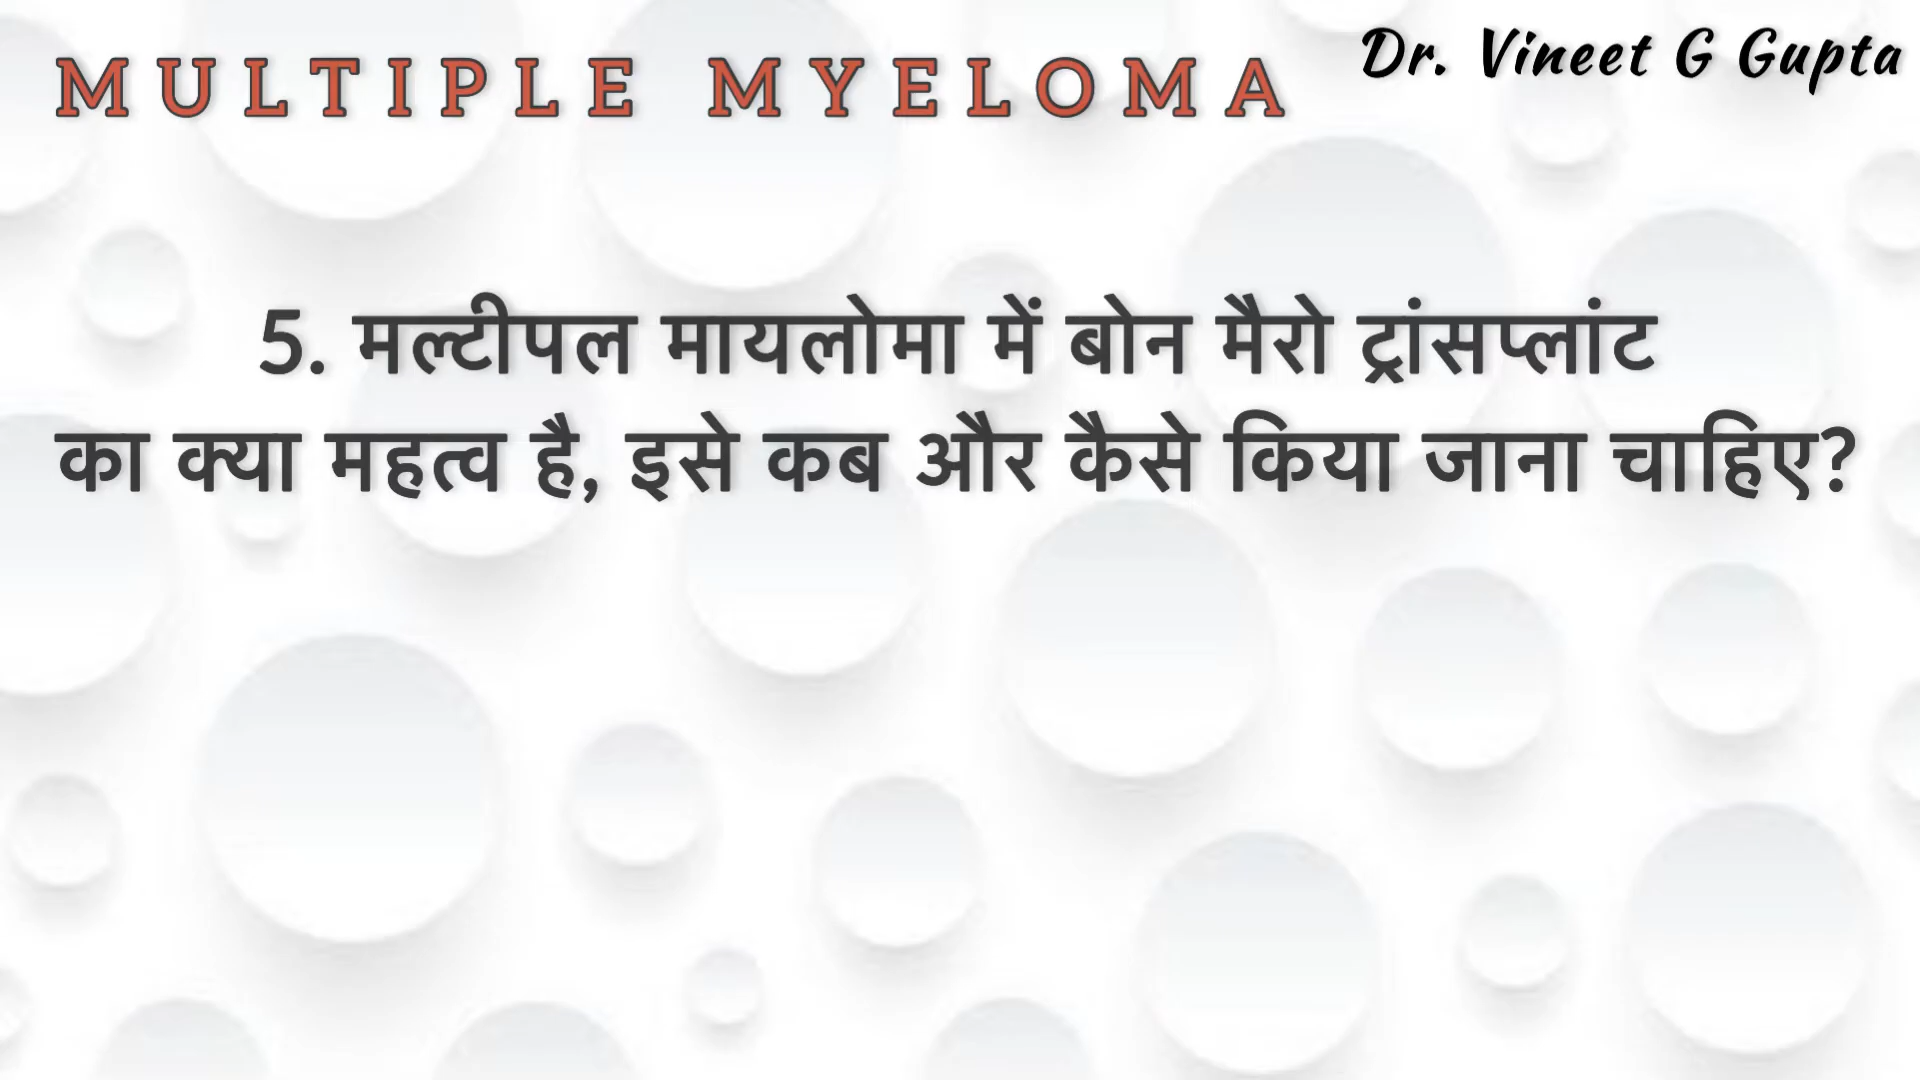 MULTIPLE MYELOMA
Dr. Vineet G Gupta
5. मल्टीपल मायलोमा में बोन मैरो ट्रांसप्लांट
का क्या महत्व है, इसे कब और कैसे किया जाना चाहिए?